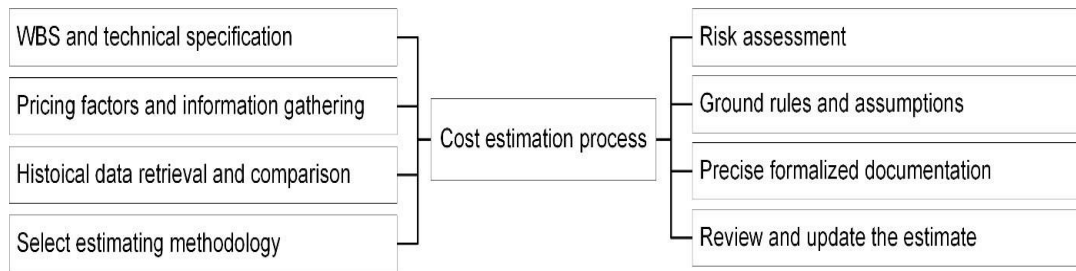 WBS and technical specification
Pricing factors and information gathering
Histoical data retrieval and comparison
Select estimating methodology
Cost estimation process
Risk assessment
Ground rules and assumptions
Precise formalized documentation
Review and update the estimate